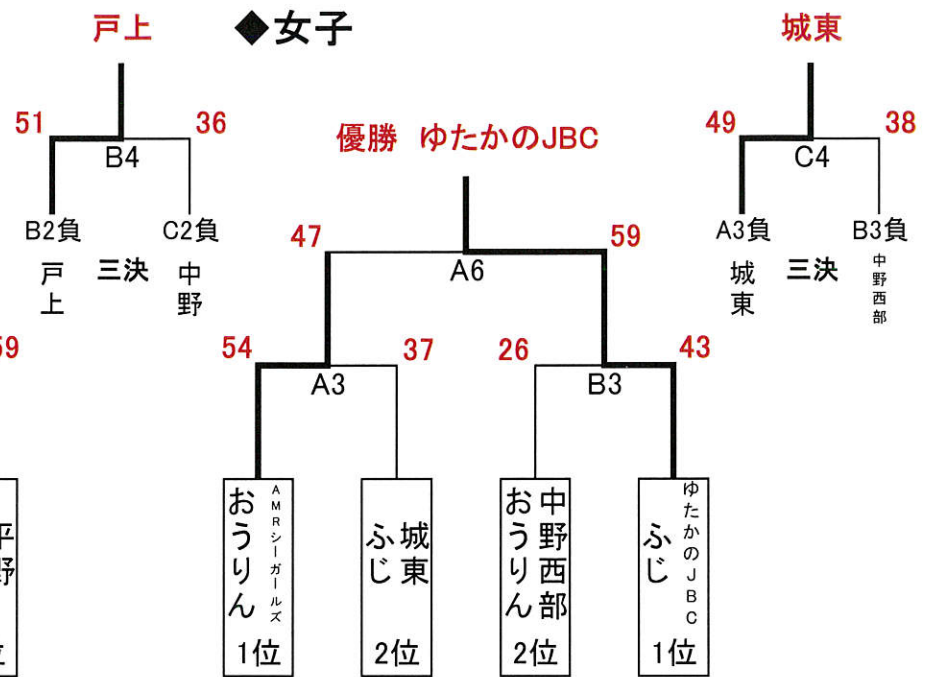 戸上
◆女子
城東
51
36
B4
B2負
C2負
戸上
三決
中野
優勝 ゆたかのJBC
47
59
A6
49
38
C4
A3負
B3負
城東
三決
中野西部
59
54
37
A3
26
43
B3
平野
位
AMRシーガールズ
おうりん
1位
城東
ふじ
2位
中野西部
おうりん
2位
ゆたかのJBC
ふじ
1位